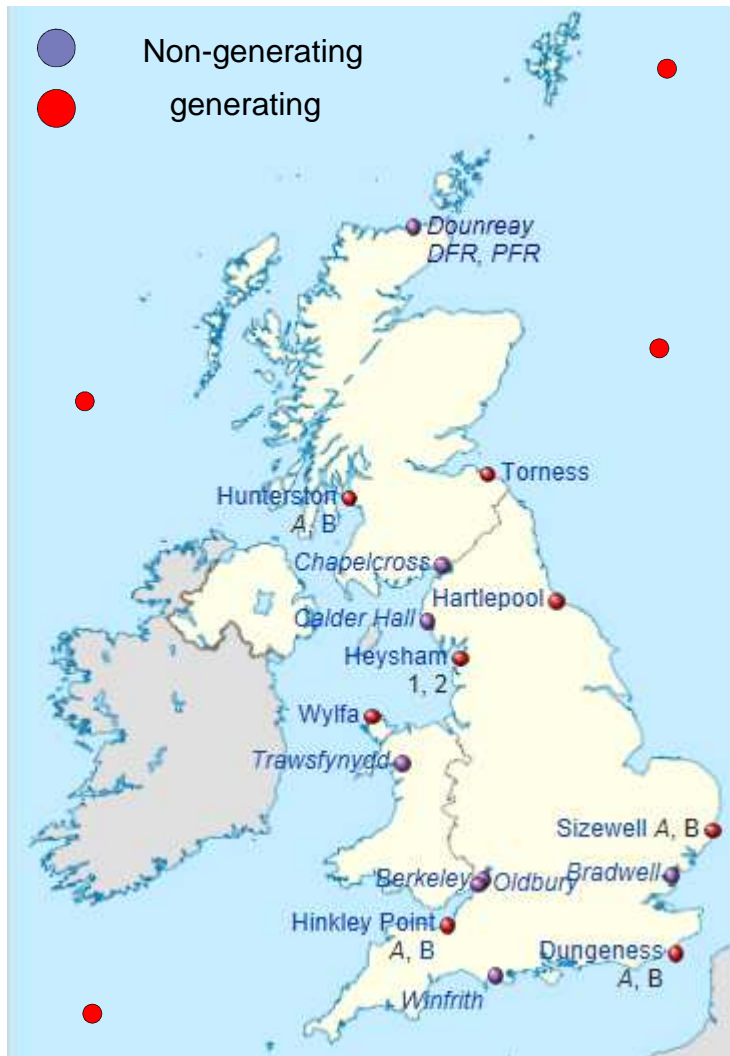 Non-generating
generating
Dounreay
DFR, PFR
Torness
Hunterston
A, B
Chapelcross
Hartlepool
Calder Hall
Heysham
1, 2
Wylfa
Trawsfynydd
Sizewell A, B
Berkeley Oldbury
Bradwell
Hinkley Point
A, B
Dungeness
A, B
Winfrith